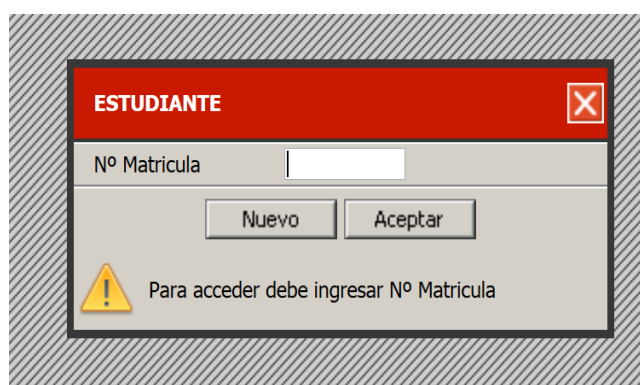 ESTUDIANTE
Nº Matricula
Nuevo Aceptar
Para acceder debe ingresar Nº Matricula